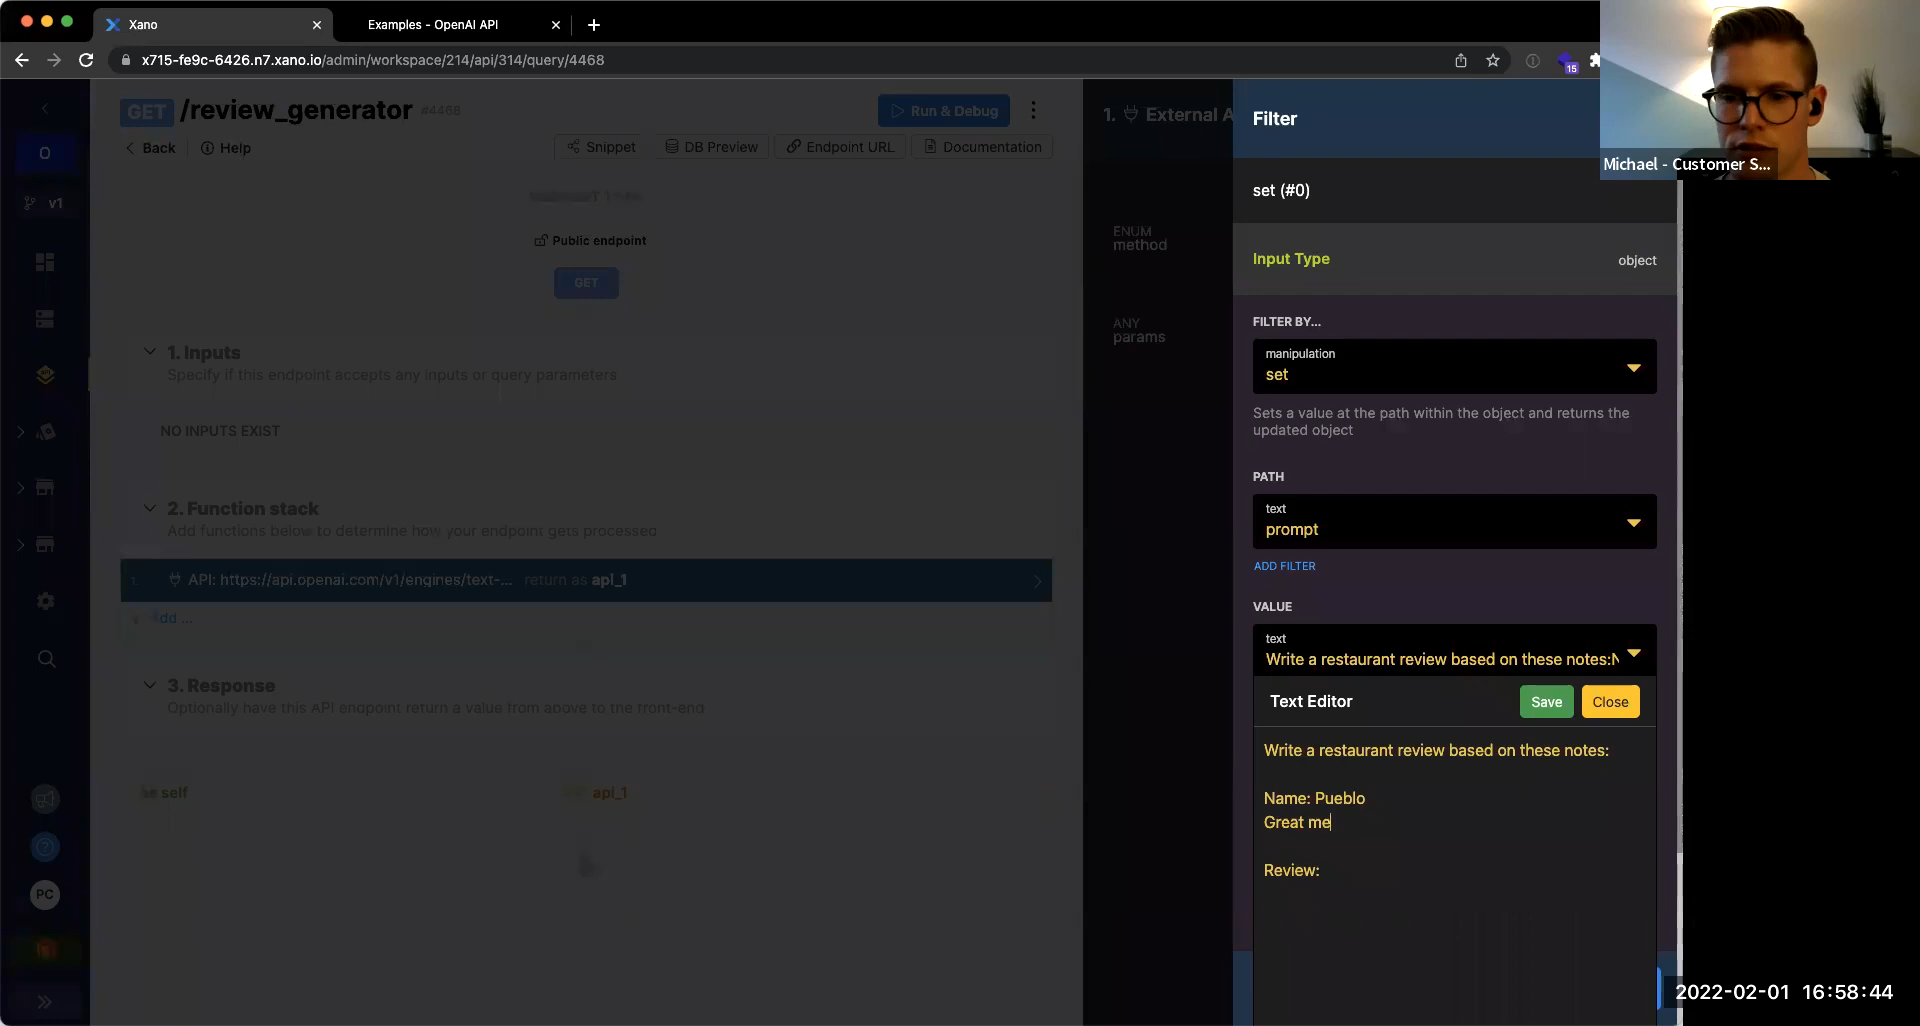 Xano
Examples - OpenAI API
x715-fe9c-6426.n7.xano.io/admin/workspace/214/api/314/query/4468
15
Michael - Customer S...
GET /review_generator #4468
Run & Debug
Back
Help
Snippet
DB Preview
Endpoint URL
Documentation
O
v1
Public endpoint
GET
1. Inputs
Specify if this endpoint accepts any inputs or query parameters
NO INPUTS EXIST
2. Function stack
Add functions below to determine how your endpoint gets processed
1. API: https://api.openai.com/v1/engines/text-... return as api_1
3. Response
Optionally have this API endpoint return a value from above to the front-end
self
api_1
PC
1. External A
ENUM
method
ANY
params
Filter
set (#0)
Input Type
object
FILTER BY...
manipulation
set
Sets a value at the path within the object and returns the
updated object
PATH
text
prompt
ADD FILTER
VALUE
text
Write a restaurant review based on these notes:N
Text Editor
Save
Close
Write a restaurant review based on these notes:
Name: Pueblo
Great me
Review:
2022-02-01 16:58:44